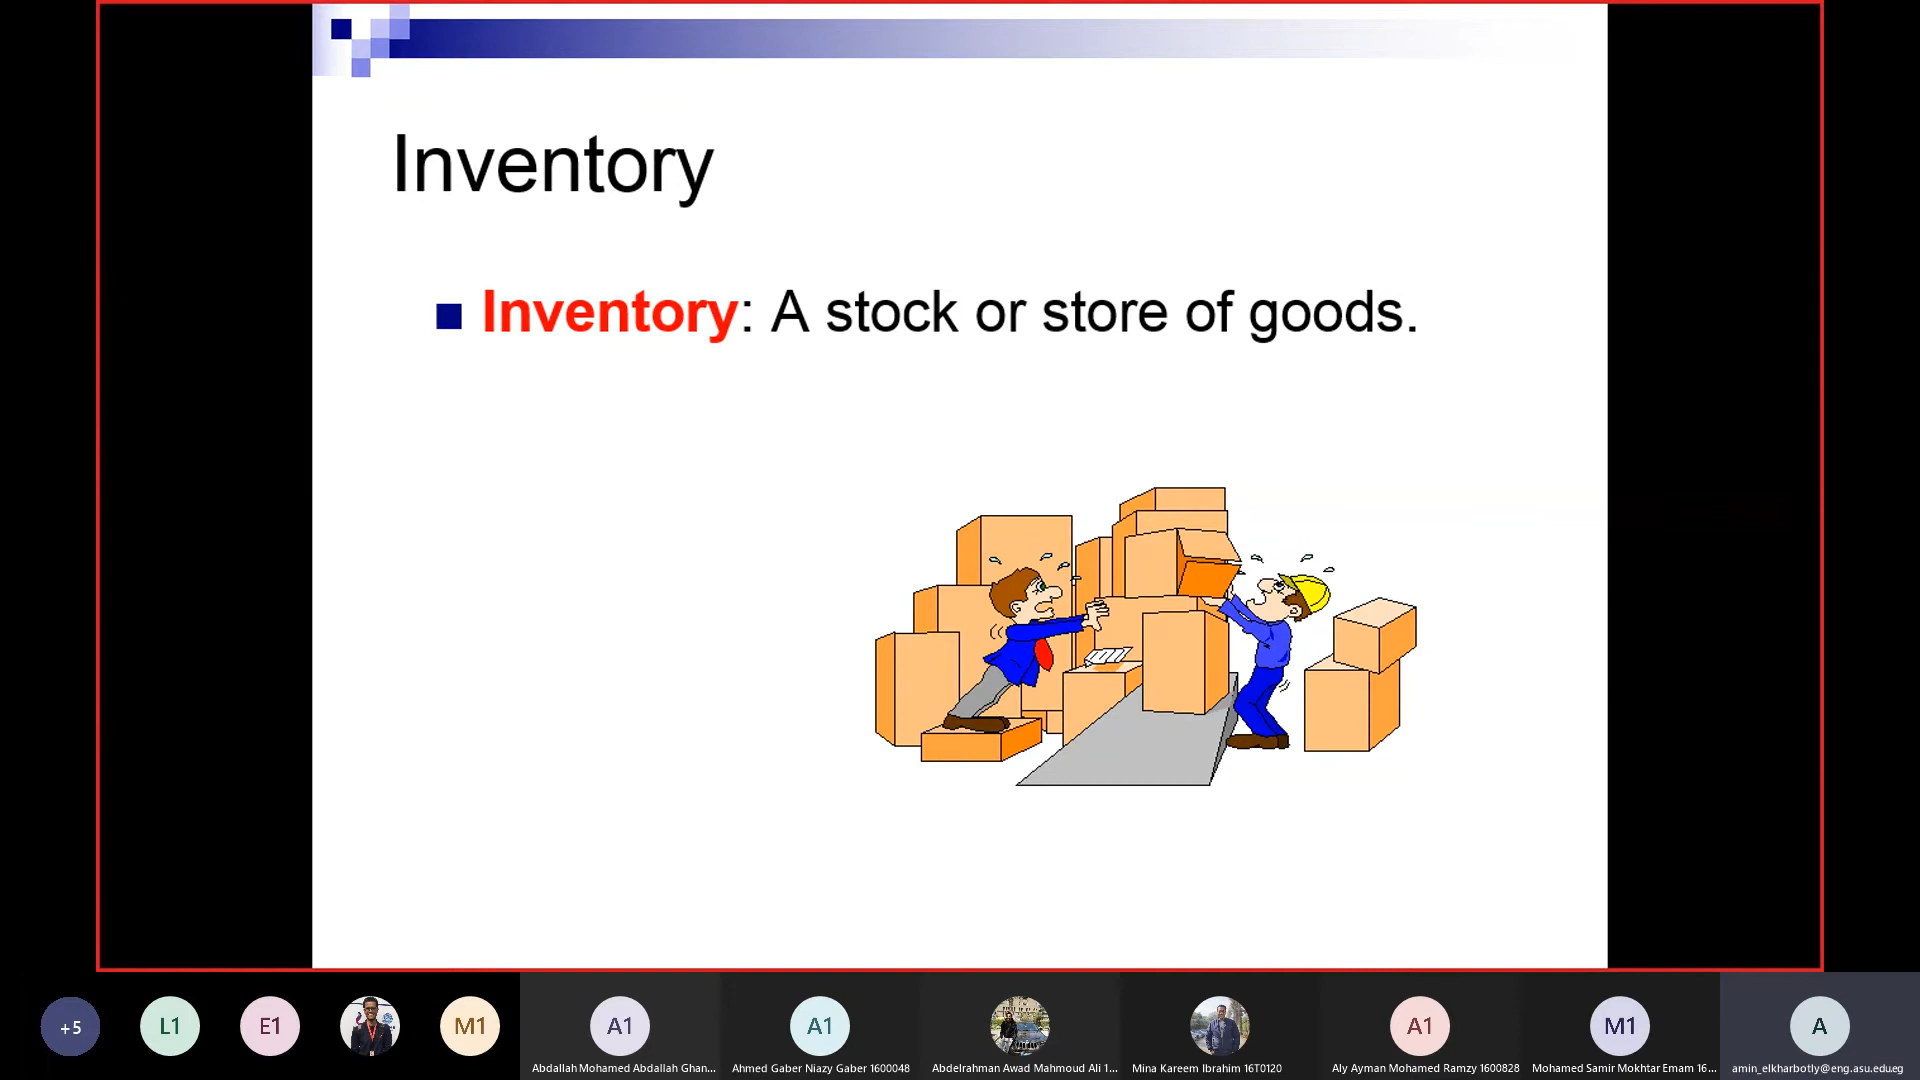 Inventory
Inventory: A stock or store of goods.
+5
L1
E1
M1
A1
A1
A1
M1
A
Abdallah Mohamed Abdallah Ghan...
Ahmed Gaber Niazy Gaber 1600048
Abdelrahman Awad Mahmoud Ali 1...
Mina Kareem Ibrahim 16T0120
Aly Ayman Mohamed Ramzy 1600828
Mohamed Samir Mokhtar Emam 16...
amin_elkharbotly@eng.asu.edu.eg